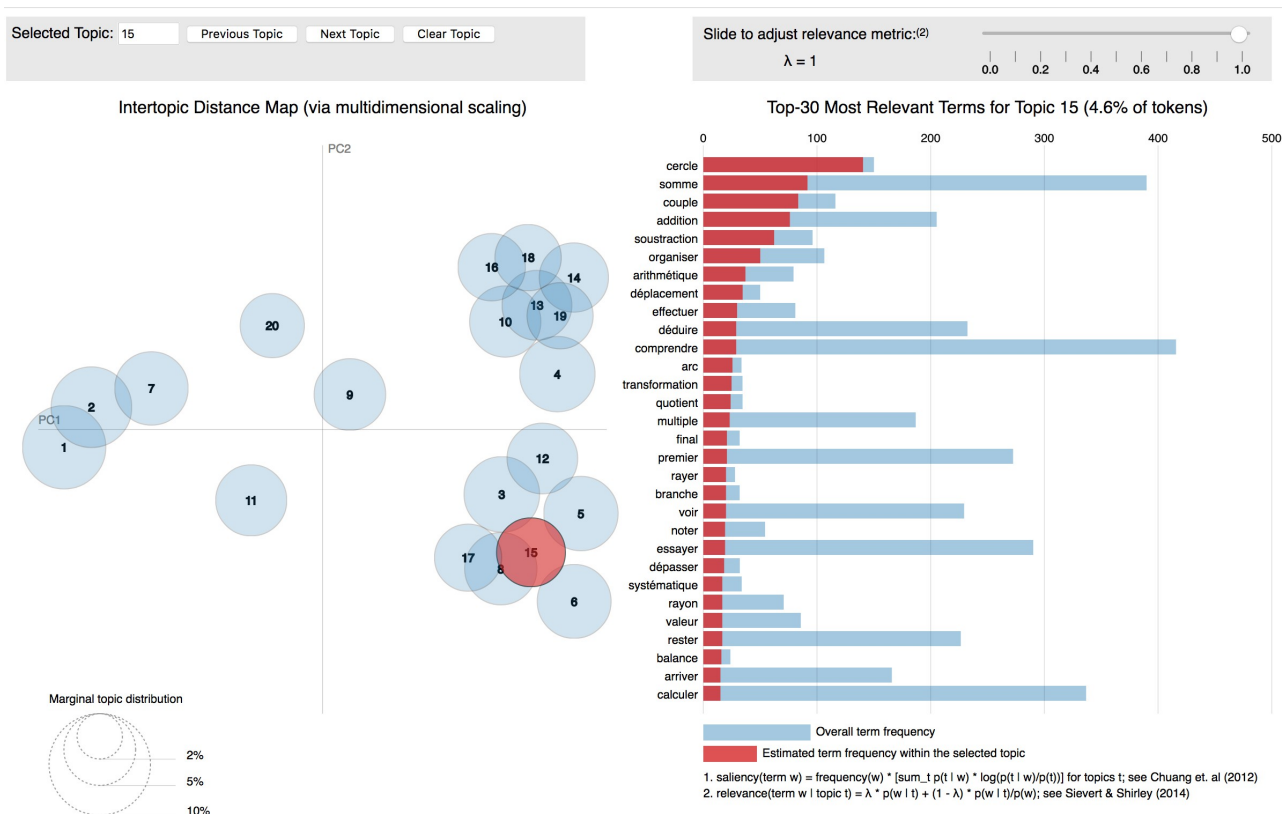 Selected Topic: 15 Previous Topic Next Topic Clear Topic
Slide to adjust relevance metric:(2)
λ = 1
0.0 0.2 0.4 0.6 0.8 1.0
Intertopic Distance Map (via multidimensional scaling)
PC2
PC1
16
18
14
13
19
10
4
20
7
2
1
9
11
12
3
5
15
17
8
6
Marginal topic distribution
2%
5%
10%
Top-30 Most Relevant Terms for Topic 15 (4.6% of tokens)
0 100 200 300 400 500
cercle
somme
couple
addition
soustraction
organiser
arithmétique
déplacement
effectuer
déduire
comprendre
arc
transformation
quotient
multiple
final
premier
rayer
branche
voir
noter
essayer
dépasser
systématique
rayon
valeur
rester
balance
arriver
calculer
Overall term frequency
Estimated term frequency within the selected topic
1. saliency(term w) = frequency(w) * [sum_t p(t | w) * log(p(t | w)/p(t))] for topics t; see Chuang et. al (2012)
2. relevance(term w | topic t) = λ * p(w | t) + (1 - λ) * p(w | t)/p(w); see Sievert & Shirley (2014)